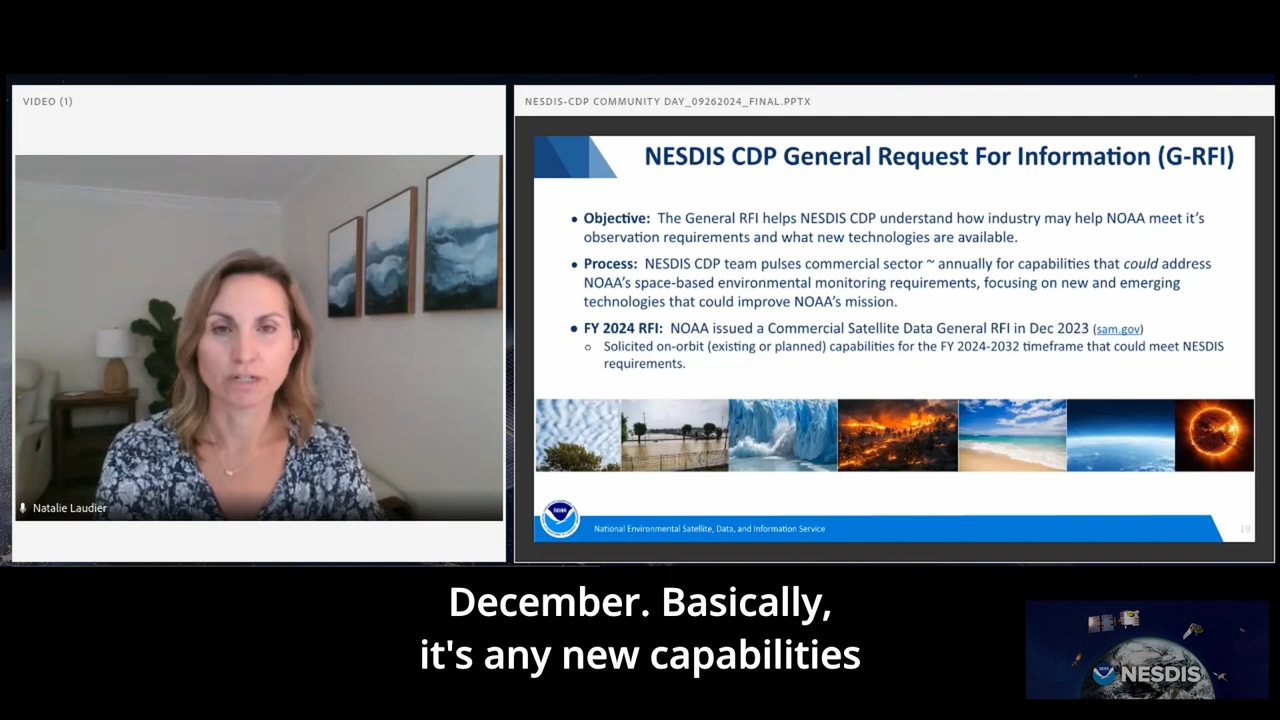 VIDEO (1)
Natalie Laudier
NESDIS-CDP COMMUNITY DAY_09262024_FINAL.PPTX
NESDIS CDP General Request For Information (G-RFI)
● Objective: The General RFI helps NESDIS CDP understand how industry may help NOAA meet it's
observation requirements and what new technologies are available.
● Process: NESDIS CDP team pulses commercial sector ~ annually for capabilities that could address
NOAA's space-based environmental monitoring requirements, focusing on new and emerging
technologies that could improve NOAA's mission.
● FY 2024 RFI: NOAA issued a Commercial Satellite Data General RFI in Dec 2023 (sam.gov)
○ Solicited on-orbit (existing or planned) capabilities for the FY 2024-2032 timeframe that could meet NESDIS
requirements.
National Environmental Satellite, Data, and Information Service
19
December. Basically,
it's any new capabilities
NESDIS